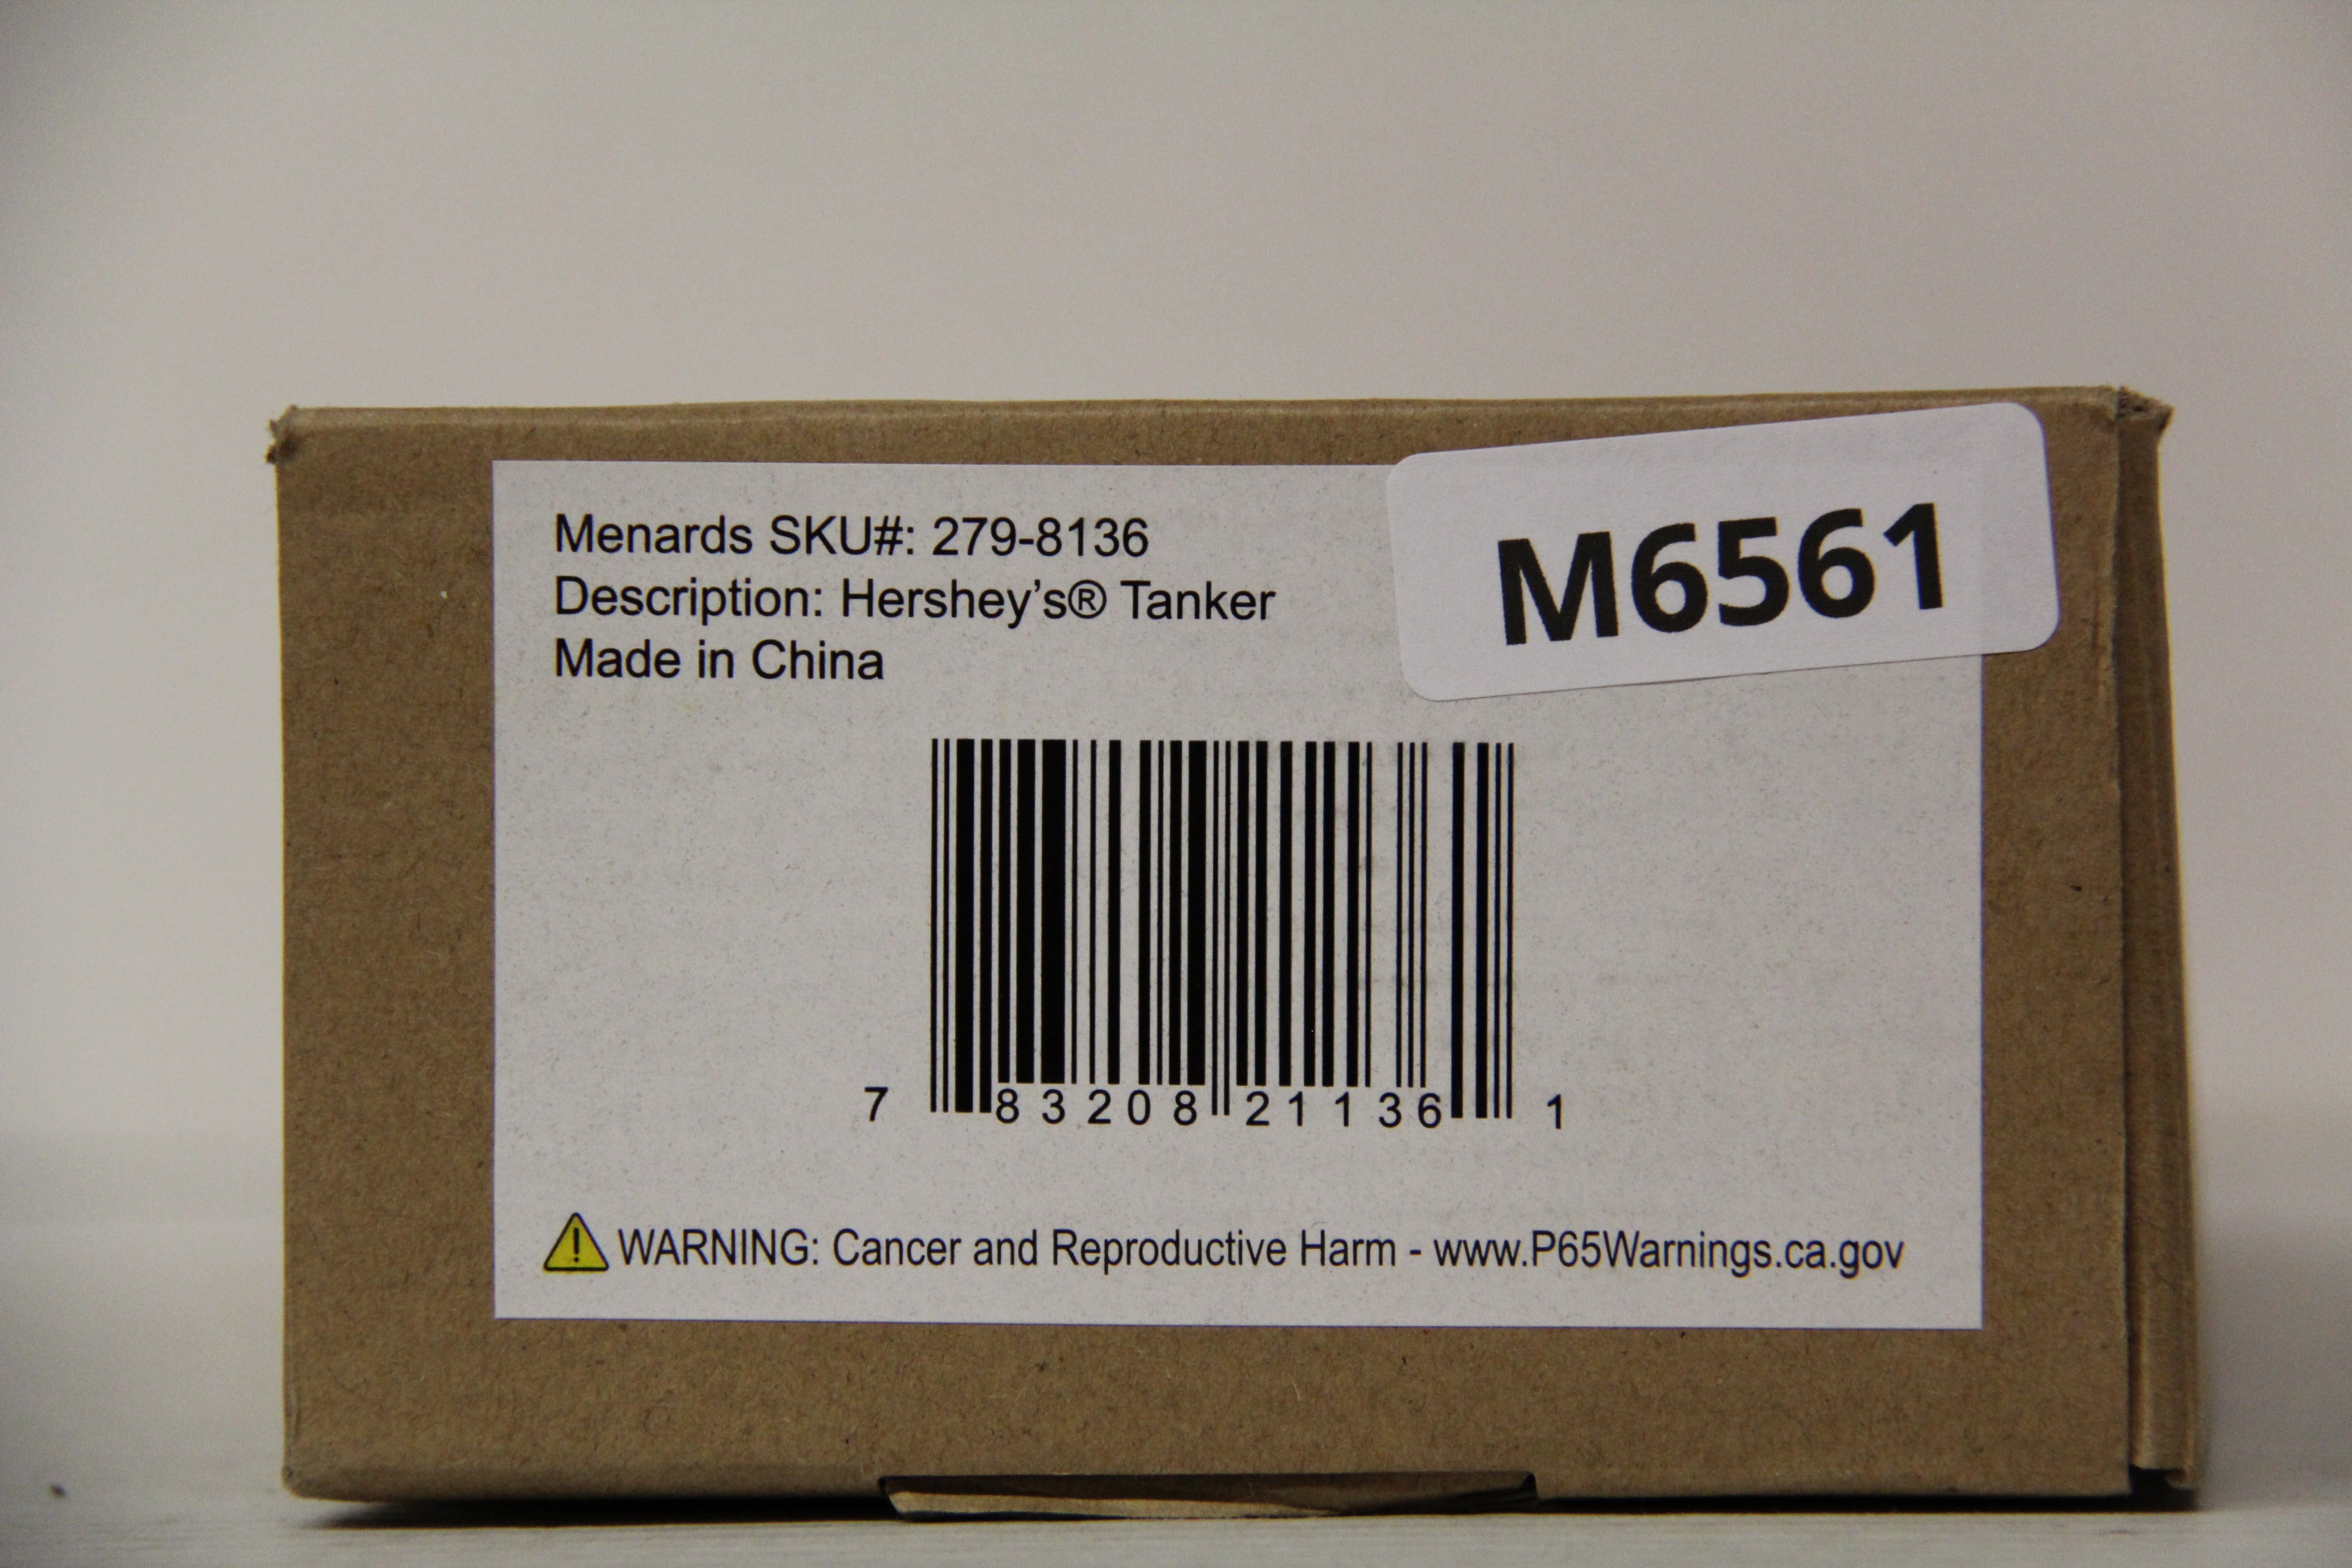 Menards SKU#: 279-8136
Description: Hershey's® Tanker
Made in China
M6561
7 83208 21136 1
WARNING: Cancer and Reproductive Harm - www.P65Warnings.ca.gov